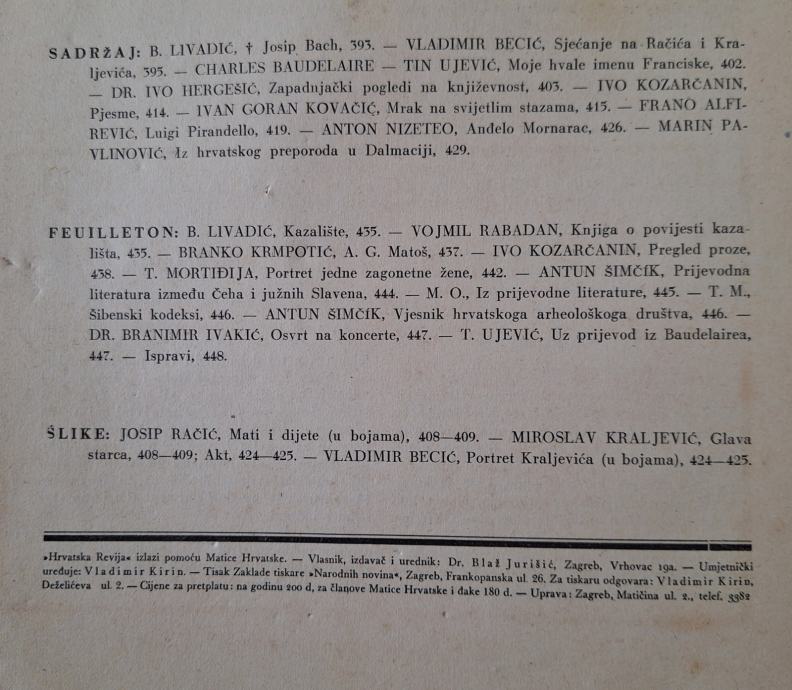 SADRŽAJ: B. LIVADIĆ, † Josip Bach, 393. — VLADIMIR BECIĆ, Sjećanje na Račića i Kra-
ljevića, 395. — CHARLES BAUDELAIRE — TIN UJEVIĆ, Moje hvale imenu Franciske, 402.
— DR. IVO HERGEŠIĆ, Zapadnjački pogledi na književnost, 403. — IVO KOZARČANIN,
Pjesme, 414. — IVAN GORAN KOVAČIĆ, Mrak na svijetlim stazama, 415. — FRANO ALFI-
REVIĆ, Luigi Pirandello, 419. — ANTON NIZETEO, Anđelo Mornarac, 426. — MARIN PA-
VLINOVIĆ, Iz hrvatskog preporoda u Dalmaciji, 429.
FEUILLETON: B. LIVADIĆ, Kazalište, 435. — VOJMIL RABADAN, Knjiga o povijesti kaza-
lišta, 435. — BRANKO KRMPOTIĆ, A. G. Matoš, 437. — IVO KOZARČANIN, Pregled proze,
438. — T. MORTIĐIJA, Portret jedne zagonetne žene, 442. — ANTUN ŠIMČÍK, Prijevodna
literatura između Čeha i južnih Slavena, 444. — M. O., Iz prijevodne literature, 445. — T. M.,
Šibenski kodeksi, 446. — ANTUN ŠIMČÍK, Vjesnik hrvatskoga arheološkoga društva, 446. —
DR. BRANIMIR IVAKIĆ, Osvrt na koncerte, 447. — T. UJEVIĆ, Uz prijevod iz Baudelairea,
447. — Ispravi, 448.
SLIKE: JOSIP RAČIĆ, Mati i dijete (u bojama), 408—409. — MIROSLAV KRALJEVIĆ, Glava
starca, 408—409; Akt, 424—425. — VLADIMIR BECIĆ, Portret Kraljevića (u bojama), 424—425.
»Hrvatska Revija« izlazi pomoću Matice Hrvatske. — Vlasnik, izdavač i urednik: Dr. Blaž Jurišić, Zagreb, Vrhovac 19a. — Umjetnički
uređuje: Vladimir Kirin. — Tisak Zaklade tiskare »Narodnih novina«, Zagreb, Frankopanska ul. 26. Za tiskaru odgovara: Vladimir Kirin,
Deželićeva ul. 2. — Cijene za pretplatu: na godinu 200 d, za članove Matice Hrvatske i đake 180 d. — Uprava: Zagreb, Matičina ul. 2., telef. 3382